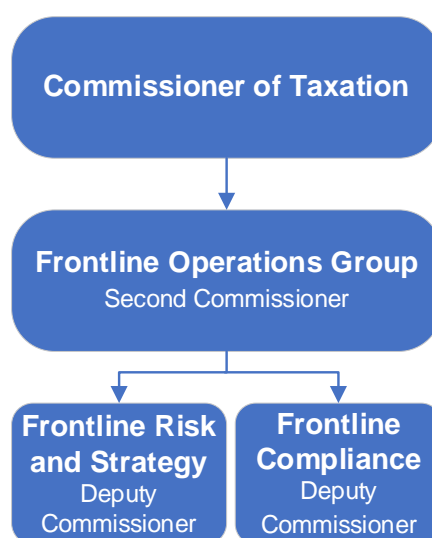 Commissioner of Taxation
Frontline Operations Group
Second Commissioner
Frontline Risk
and Strategy
Deputy
Commissioner
Frontline
Compliance
Deputy
Commissioner